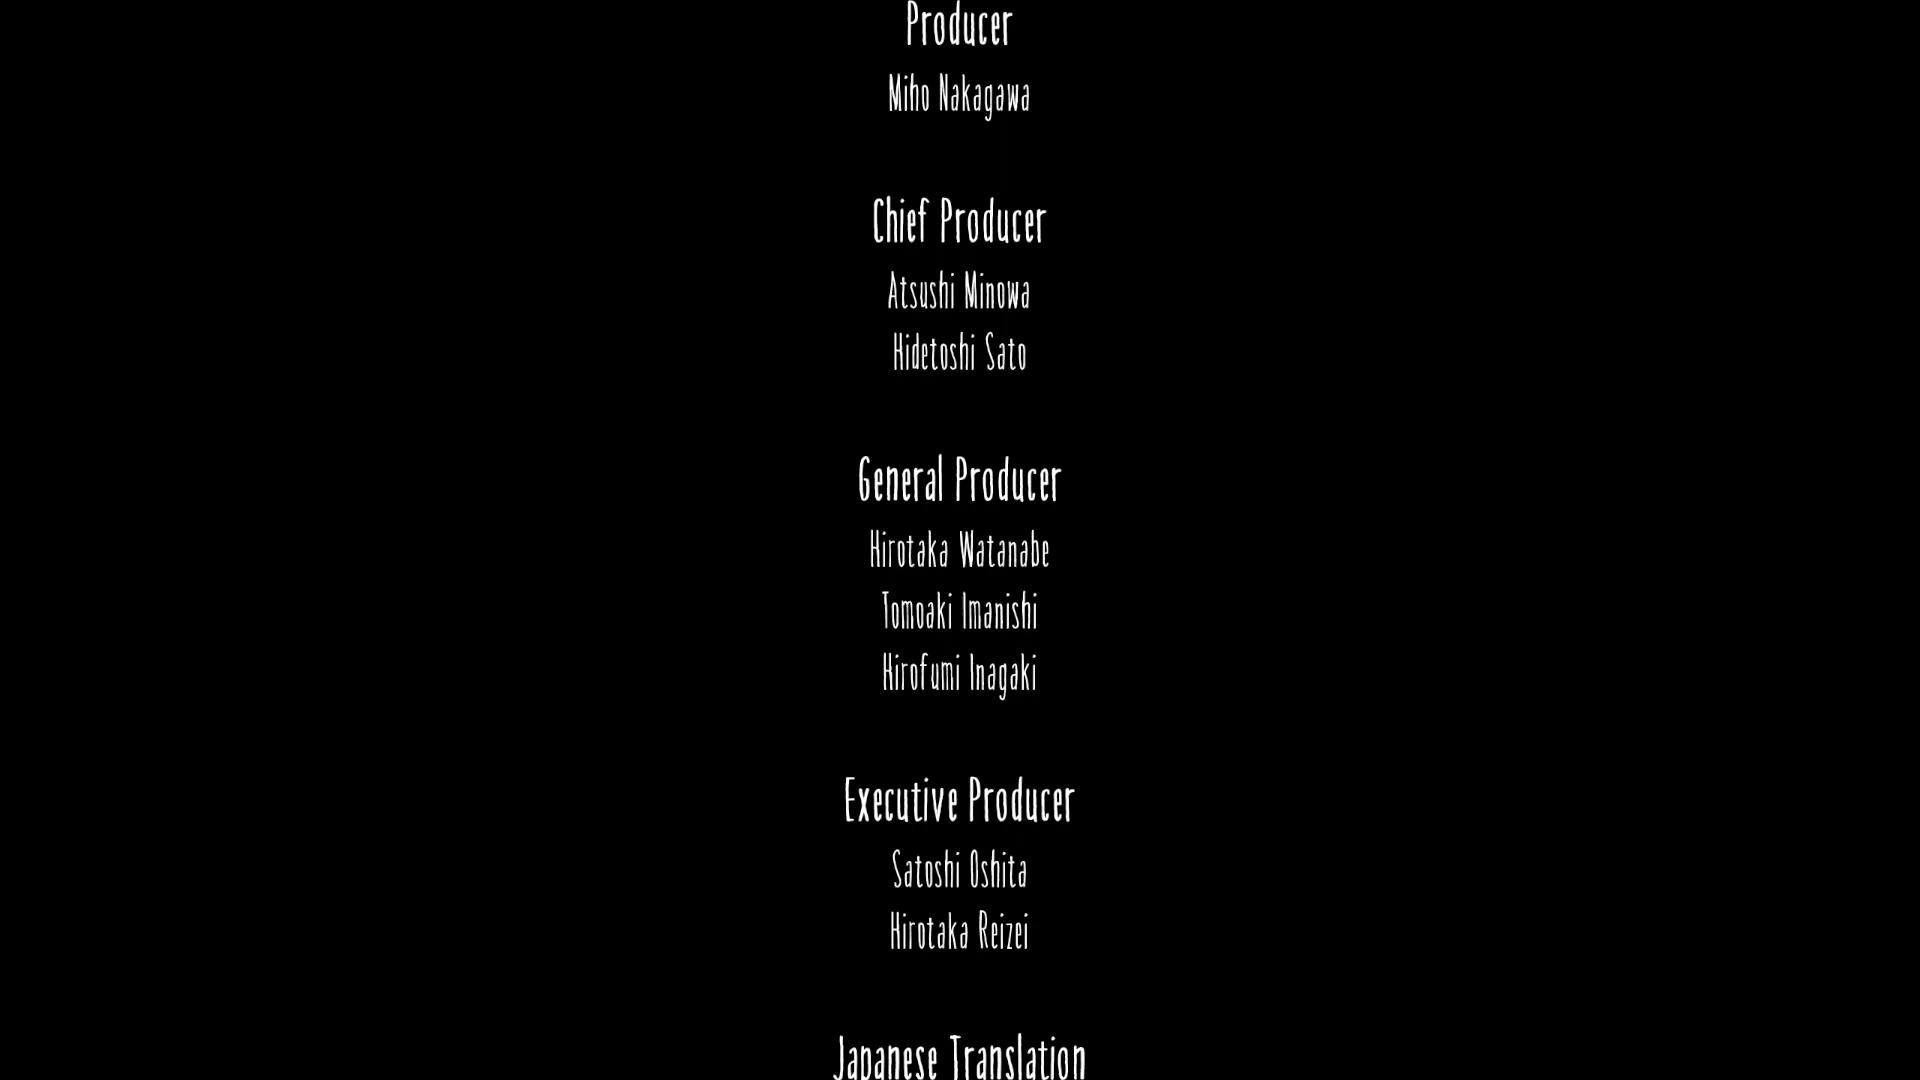 Producer
Miho Nakagawa
Chief Producer
Atsushi Minowa
Hidetoshi Sato
General Producer
Hirotaka Watanabe
Tomoaki Imanishi
Hirofumi Inagaki
Executive Producer
Satoshi Oshita
Hirotaka Reizei
Japanese Translation